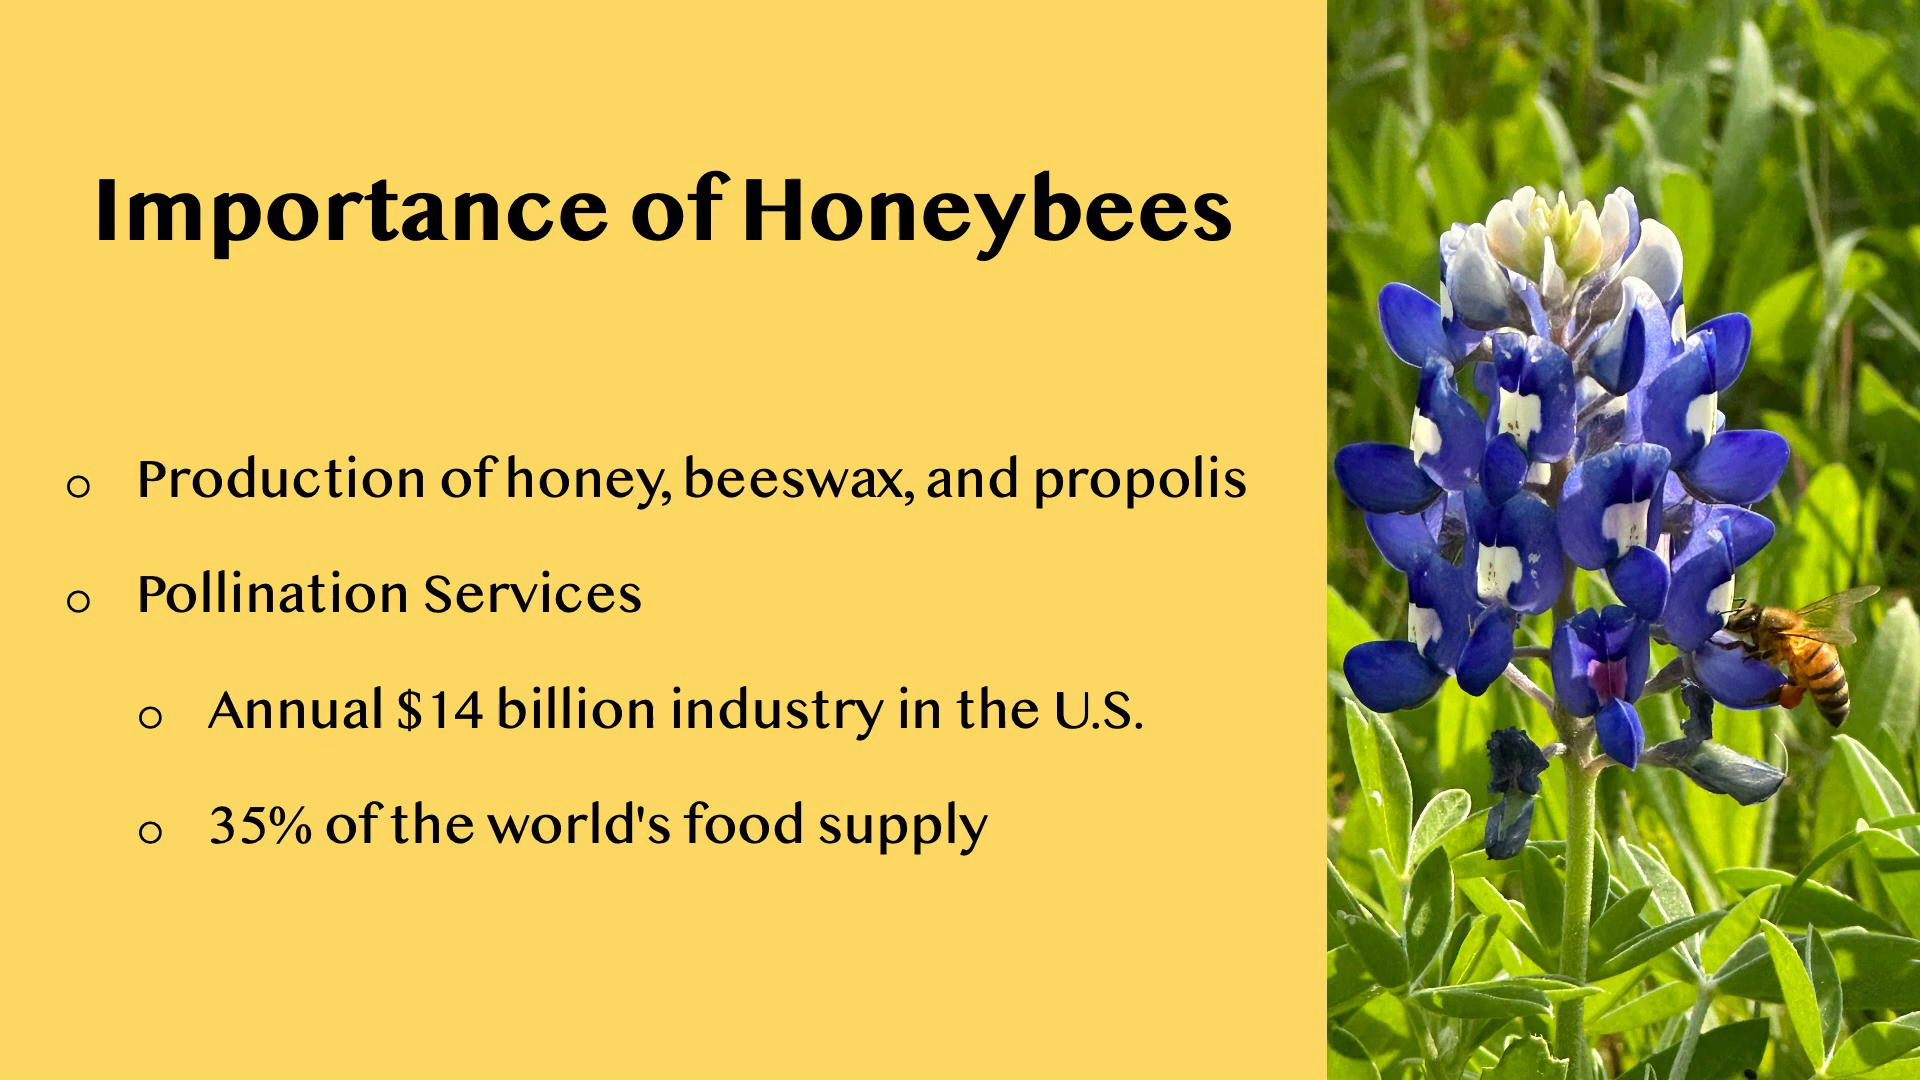 Importance of Honeybees
Production of honey, beeswax, and propolis
Pollination Services
Annual $14 billion industry in the U.S.
35% of the world's food supply